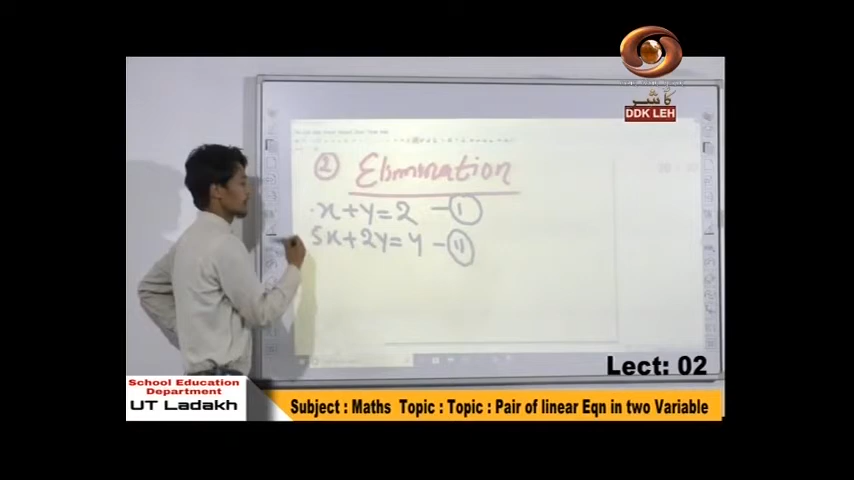 كأشر
DDK LEH
② Elimination
x + y = 2 — ①
5x + 2y = 4 — ⑪
Lect: 02
School Education
Department
UT Ladakh
Subject : Maths Topic : Topic : Pair of linear Eqn in two Variable